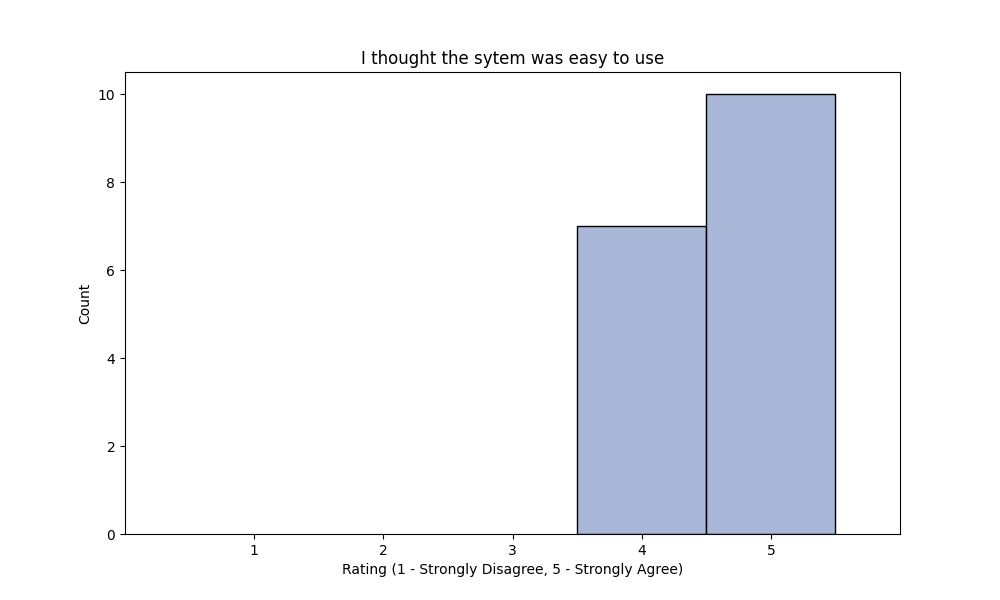 I thought the sytem was easy to use
10
8
6
4
2
0
Count
1 2 3 4 5
Rating (1 - Strongly Disagree, 5 - Strongly Agree)